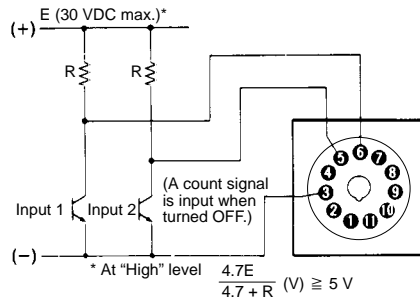 E (30 VDC max.)*
(+)
R R
(A count signal
is input when
turned OFF.)
Input 1 Input 2
(−)
* At "High" level
4.7E
4.7 + R
(V) ≧ 5 V
5 6 7
4 8
3 9
2 10
1 11